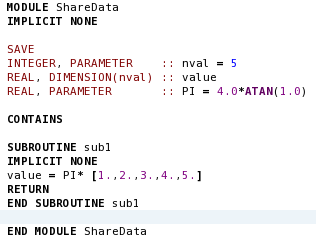 MODULE ShareData
IMPLICIT NONE
SAVE
INTEGER, PARAMETER    :: nval = 5
REAL, DIMENSION(nval) :: value
REAL, PARAMETER       :: PI = 4.0*ATAN(1.0)
CONTAINS
SUBROUTINE sub1
IMPLICIT NONE
value = PI* [1.,2.,3.,4.,5.]
RETURN
END SUBROUTINE sub1
END MODULE ShareData